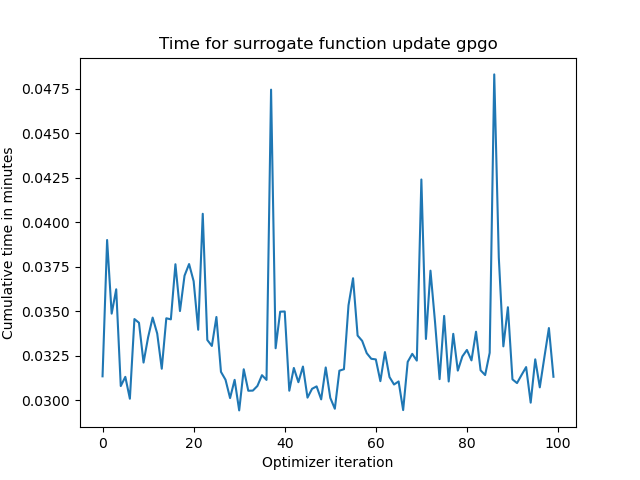 Time for surrogate function update gpgo
Cumulative time in minutes
0.0475
0.0450
0.0425
0.0400
0.0375
0.0350
0.0325
0.0300
0 20 40 60 80 100
Optimizer iteration